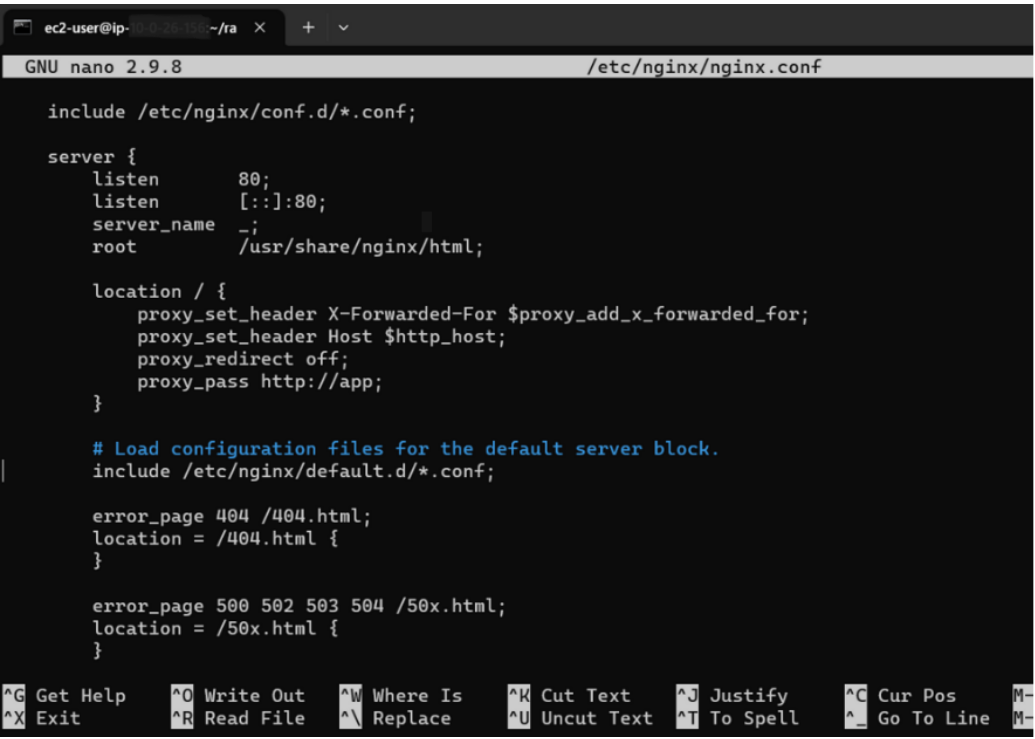 ec2-user@ip-10-0-26-156:~/ra × +
GNU nano 2.9.8 /etc/nginx/nginx.conf
include /etc/nginx/conf.d/*.conf;
server {
listen 80;
listen [::]:80;
server_name _;
root /usr/share/nginx/html;
location / {
proxy_set_header X-Forwarded-For $proxy_add_x_forwarded_for;
proxy_set_header Host $http_host;
proxy_redirect off;
proxy_pass http://app;
}
# Load configuration files for the default server block.
include /etc/nginx/default.d/*.conf;
error_page 404 /404.html;
location = /404.html {
}
error_page 500 502 503 504 /50x.html;
location = /50x.html {
}
^G Get Help ^O Write Out ^W Where Is ^K Cut Text ^J Justify ^C Cur Pos M-
^X Exit ^R Read File ^\ Replace ^U Uncut Text ^T To Spell ^_ Go To Line M-